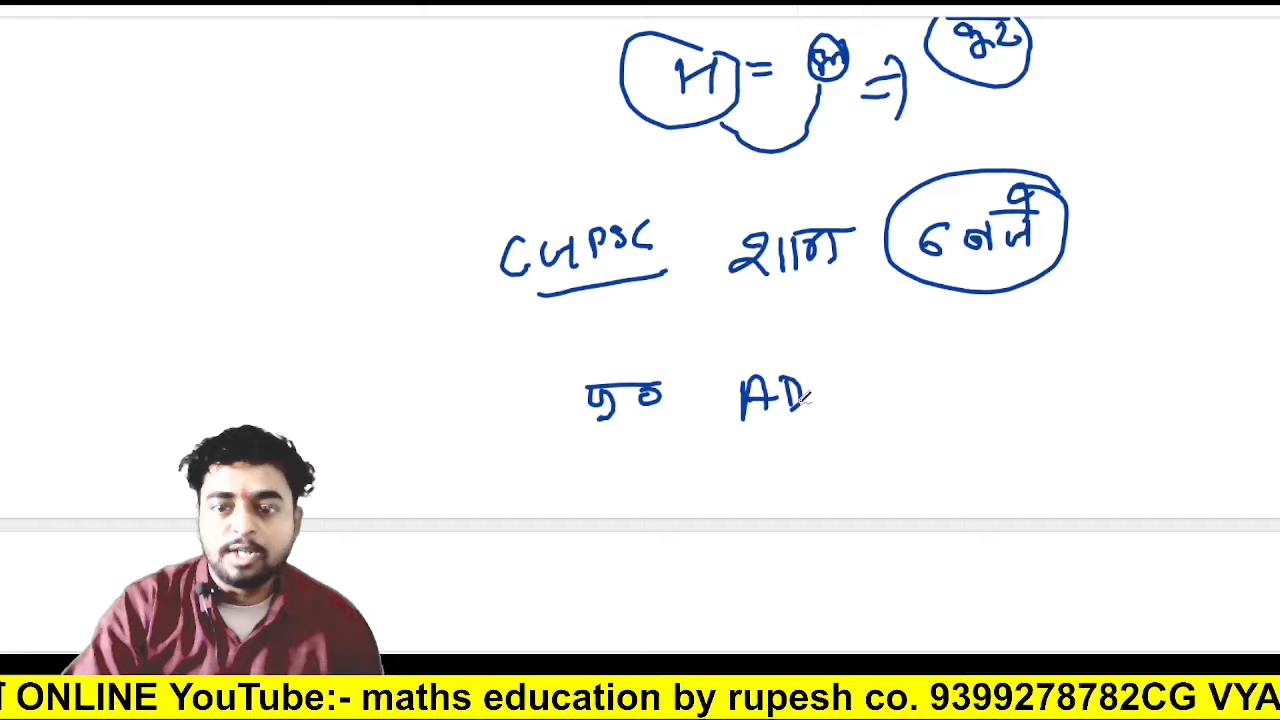 H = =>
CGPSC शाम 6 बजे
AD
ONLINE YouTube:- maths education by rupesh co. 9399278782CG VYA